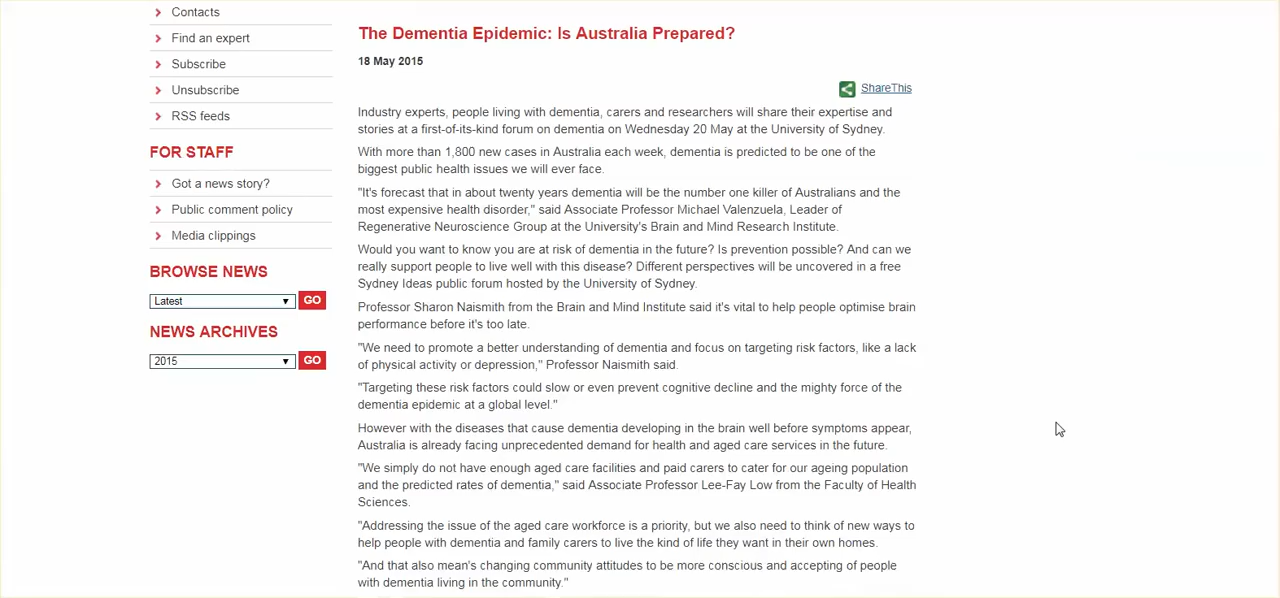 Contacts
Find an expert
Subscribe
Unsubscribe
RSS feeds
FOR STAFF
Got a news story?
Public comment policy
Media clippings
BROWSE NEWS
Latest
GO
NEWS ARCHIVES
2015
GO
The Dementia Epidemic: Is Australia Prepared?
18 May 2015
ShareThis
Industry experts, people living with dementia, carers and researchers will share their expertise and
stories at a first-of-its-kind forum on dementia on Wednesday 20 May at the University of Sydney.
With more than 1,800 new cases in Australia each week, dementia is predicted to be one of the
biggest public health issues we will ever face.
"It's forecast that in about twenty years dementia will be the number one killer of Australians and the
most expensive health disorder," said Associate Professor Michael Valenzuela, Leader of
Regenerative Neuroscience Group at the University's Brain and Mind Research Institute.
Would you want to know you are at risk of dementia in the future? Is prevention possible? And can we
really support people to live well with this disease? Different perspectives will be uncovered in a free
Sydney Ideas public forum hosted by the University of Sydney.
Professor Sharon Naismith from the Brain and Mind Institute said it's vital to help people optimise brain
performance before it's too late.
"We need to promote a better understanding of dementia and focus on targeting risk factors, like a lack
of physical activity or depression," Professor Naismith said.
"Targeting these risk factors could slow or even prevent cognitive decline and the mighty force of the
dementia epidemic at a global level."
However with the diseases that cause dementia developing in the brain well before symptoms appear,
Australia is already facing unprecedented demand for health and aged care services in the future.
"We simply do not have enough aged care facilities and paid carers to cater for our ageing population
and the predicted rates of dementia," said Associate Professor Lee-Fay Low from the Faculty of Health
Sciences.
"Addressing the issue of the aged care workforce is a priority, but we also need to think of new ways to
help people with dementia and family carers to live the kind of life they want in their own homes.
"And that also mean's changing community attitudes to be more conscious and accepting of people
with dementia living in the community."